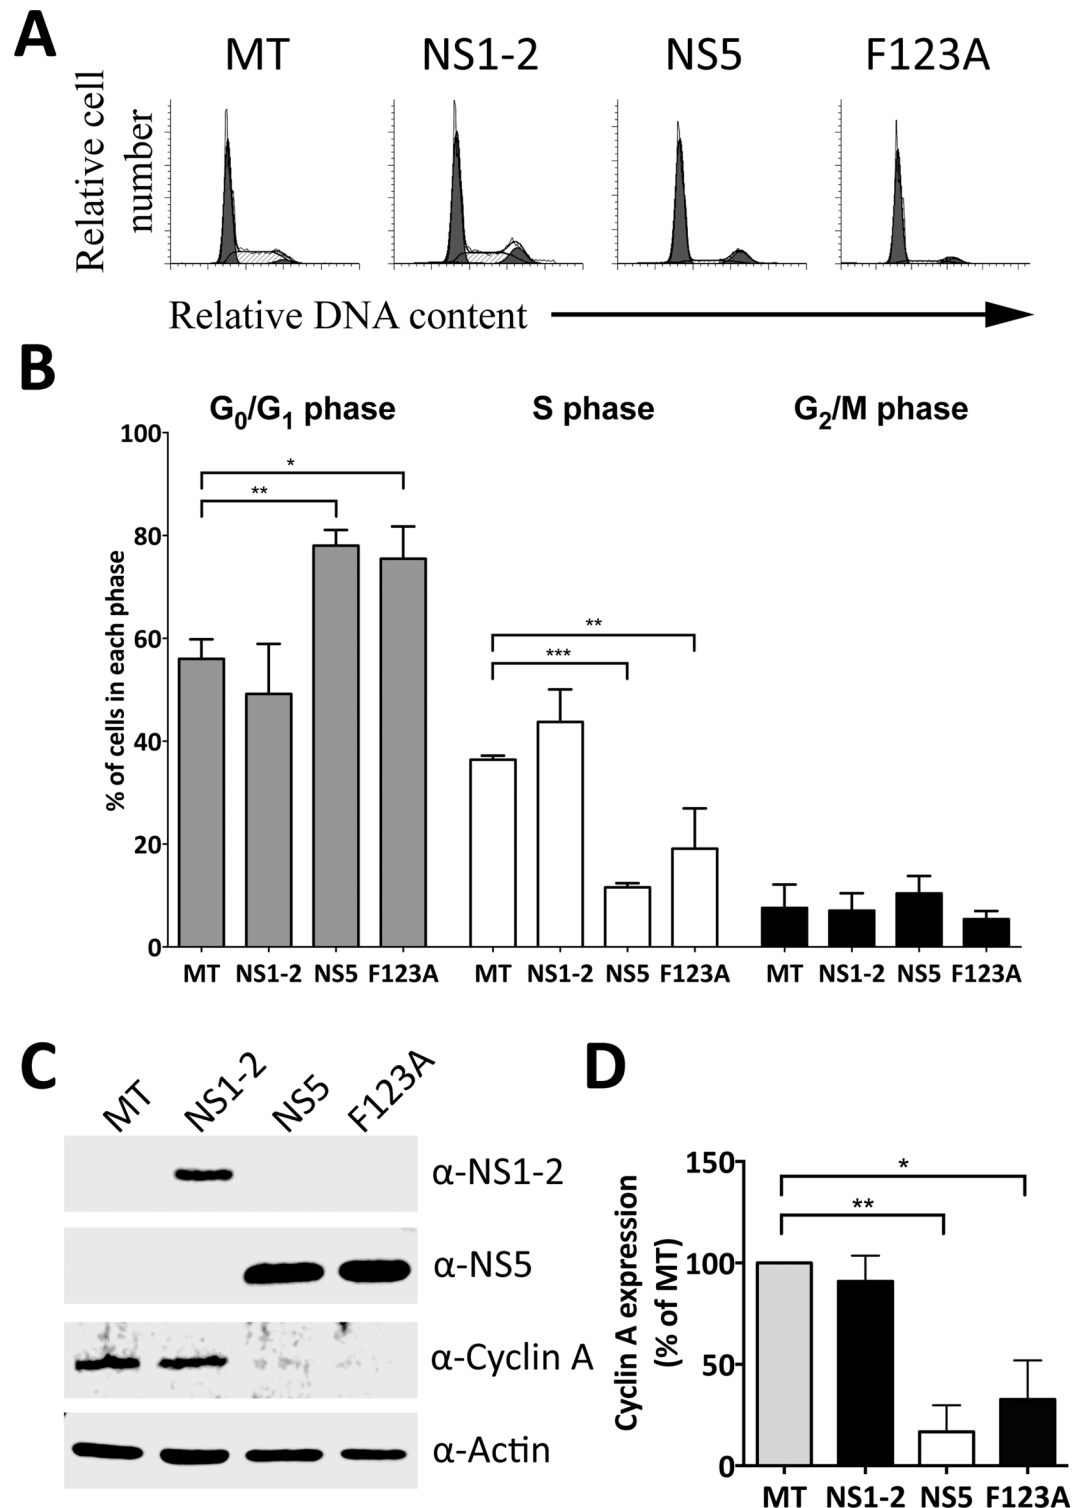 A
MT NS1-2 NS5 F123A
Relative cell
number
Relative DNA content
B
G0/G1 phase S phase G2/M phase
% of cells in each phase
100
80
60
40
20
0
* ** ** ***
MT NS1-2 NS5 F123A MT NS1-2 NS5 F123A MT NS1-2 NS5 F123A
C
MT NS1-2 NS5 F123A
α-NS1-2
α-NS5
α-Cyclin A
α-Actin
D
Cyclin A expression
(% of MT)
150
100
50
0
*
**
MT NS1-2 NS5 F123A